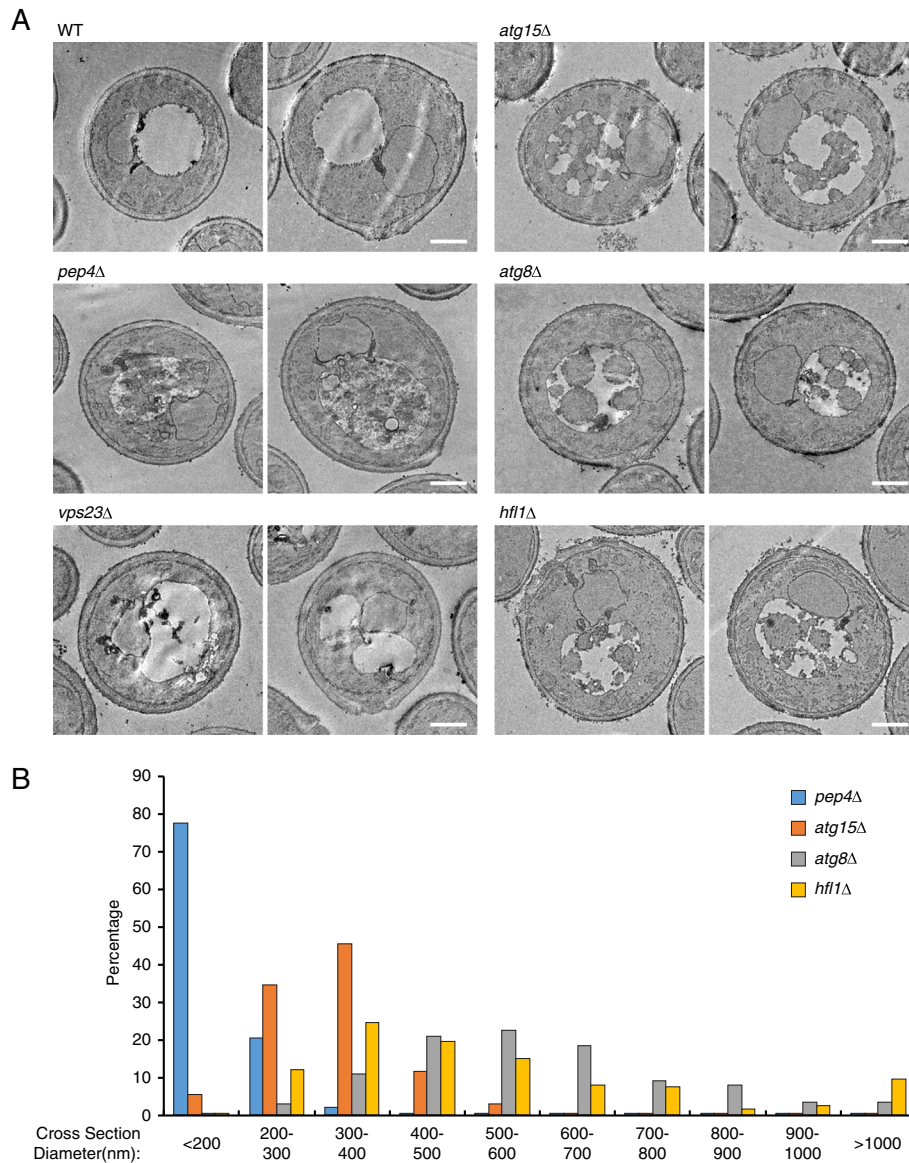 A
WT
atg15Δ
pep4Δ
atg8Δ
vps23Δ
hfl1Δ
B
90
80
70
60
50
40
30
20
10
0
Percentage
pep4Δ
atg15Δ
atg8Δ
hfl1Δ
Cross Section
Diameter(nm):
<200
200-
300
300-
400
400-
500
500-
600
600-
700
700-
800
800-
900
900-
1000
>1000